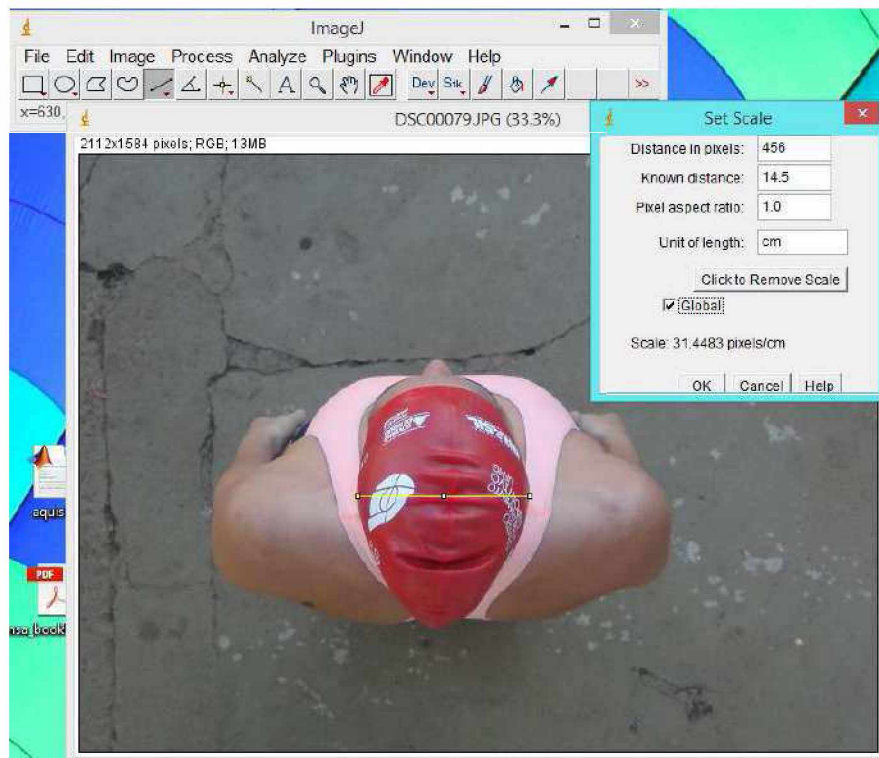 ImageJ
File Edit Image Process Analyze Plugins Window Help
A Dev Stk >>
x=630,
DSC00079.JPG (33.3%)
2112x1584 pixels; RGB; 13MB
Set Scale
Distance in pixels: 456
Known distance: 14.5
Pixel aspect ratio: 1.0
Unit of length: cm
Click to Remove Scale
Global
Scale: 31.4483 pixels/cm
OK Cancel Help
aquis
PDF